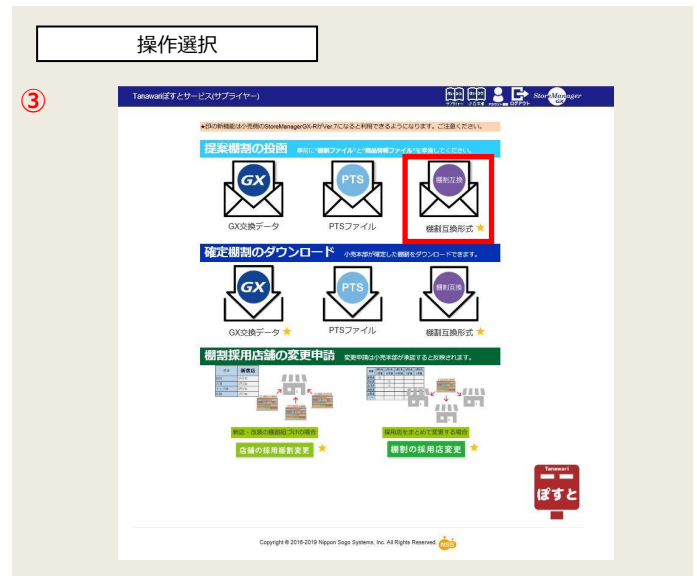 操作選択
③
Tanawariぽすとサービス(サプライヤー)
ログアウト
StoreManager
GX
★印の新機能は小売側のStoreManagerGX-RがVer.7になると利用できるようになります。ご注意ください。
提案棚割の投函 事前に"棚割ファイル"と"商品情報ファイル"を準備してください。
GX PTS 棚割互換
GX交換データ PTSファイル 棚割互換形式 ★
確定棚割のダウンロード 小売本部が確定した棚割をダウンロードできます。
GX PTS 棚割互換
GX交換データ ★ PTSファイル 棚割互換形式 ★
棚割採用店舗の変更申請 変更申請は小売本部が承認すると反映されます。
新宿店
新店・改装の棚割紐づけの場合 採用店をまとめて変更する場合
店舗の採用棚割変更 ★ 棚割の採用店変更 ★
Tanawari
ぽすと
Copyright © 2016-2019 Nippon Sogo Systems, Inc. All Rights Reserved.
NSS